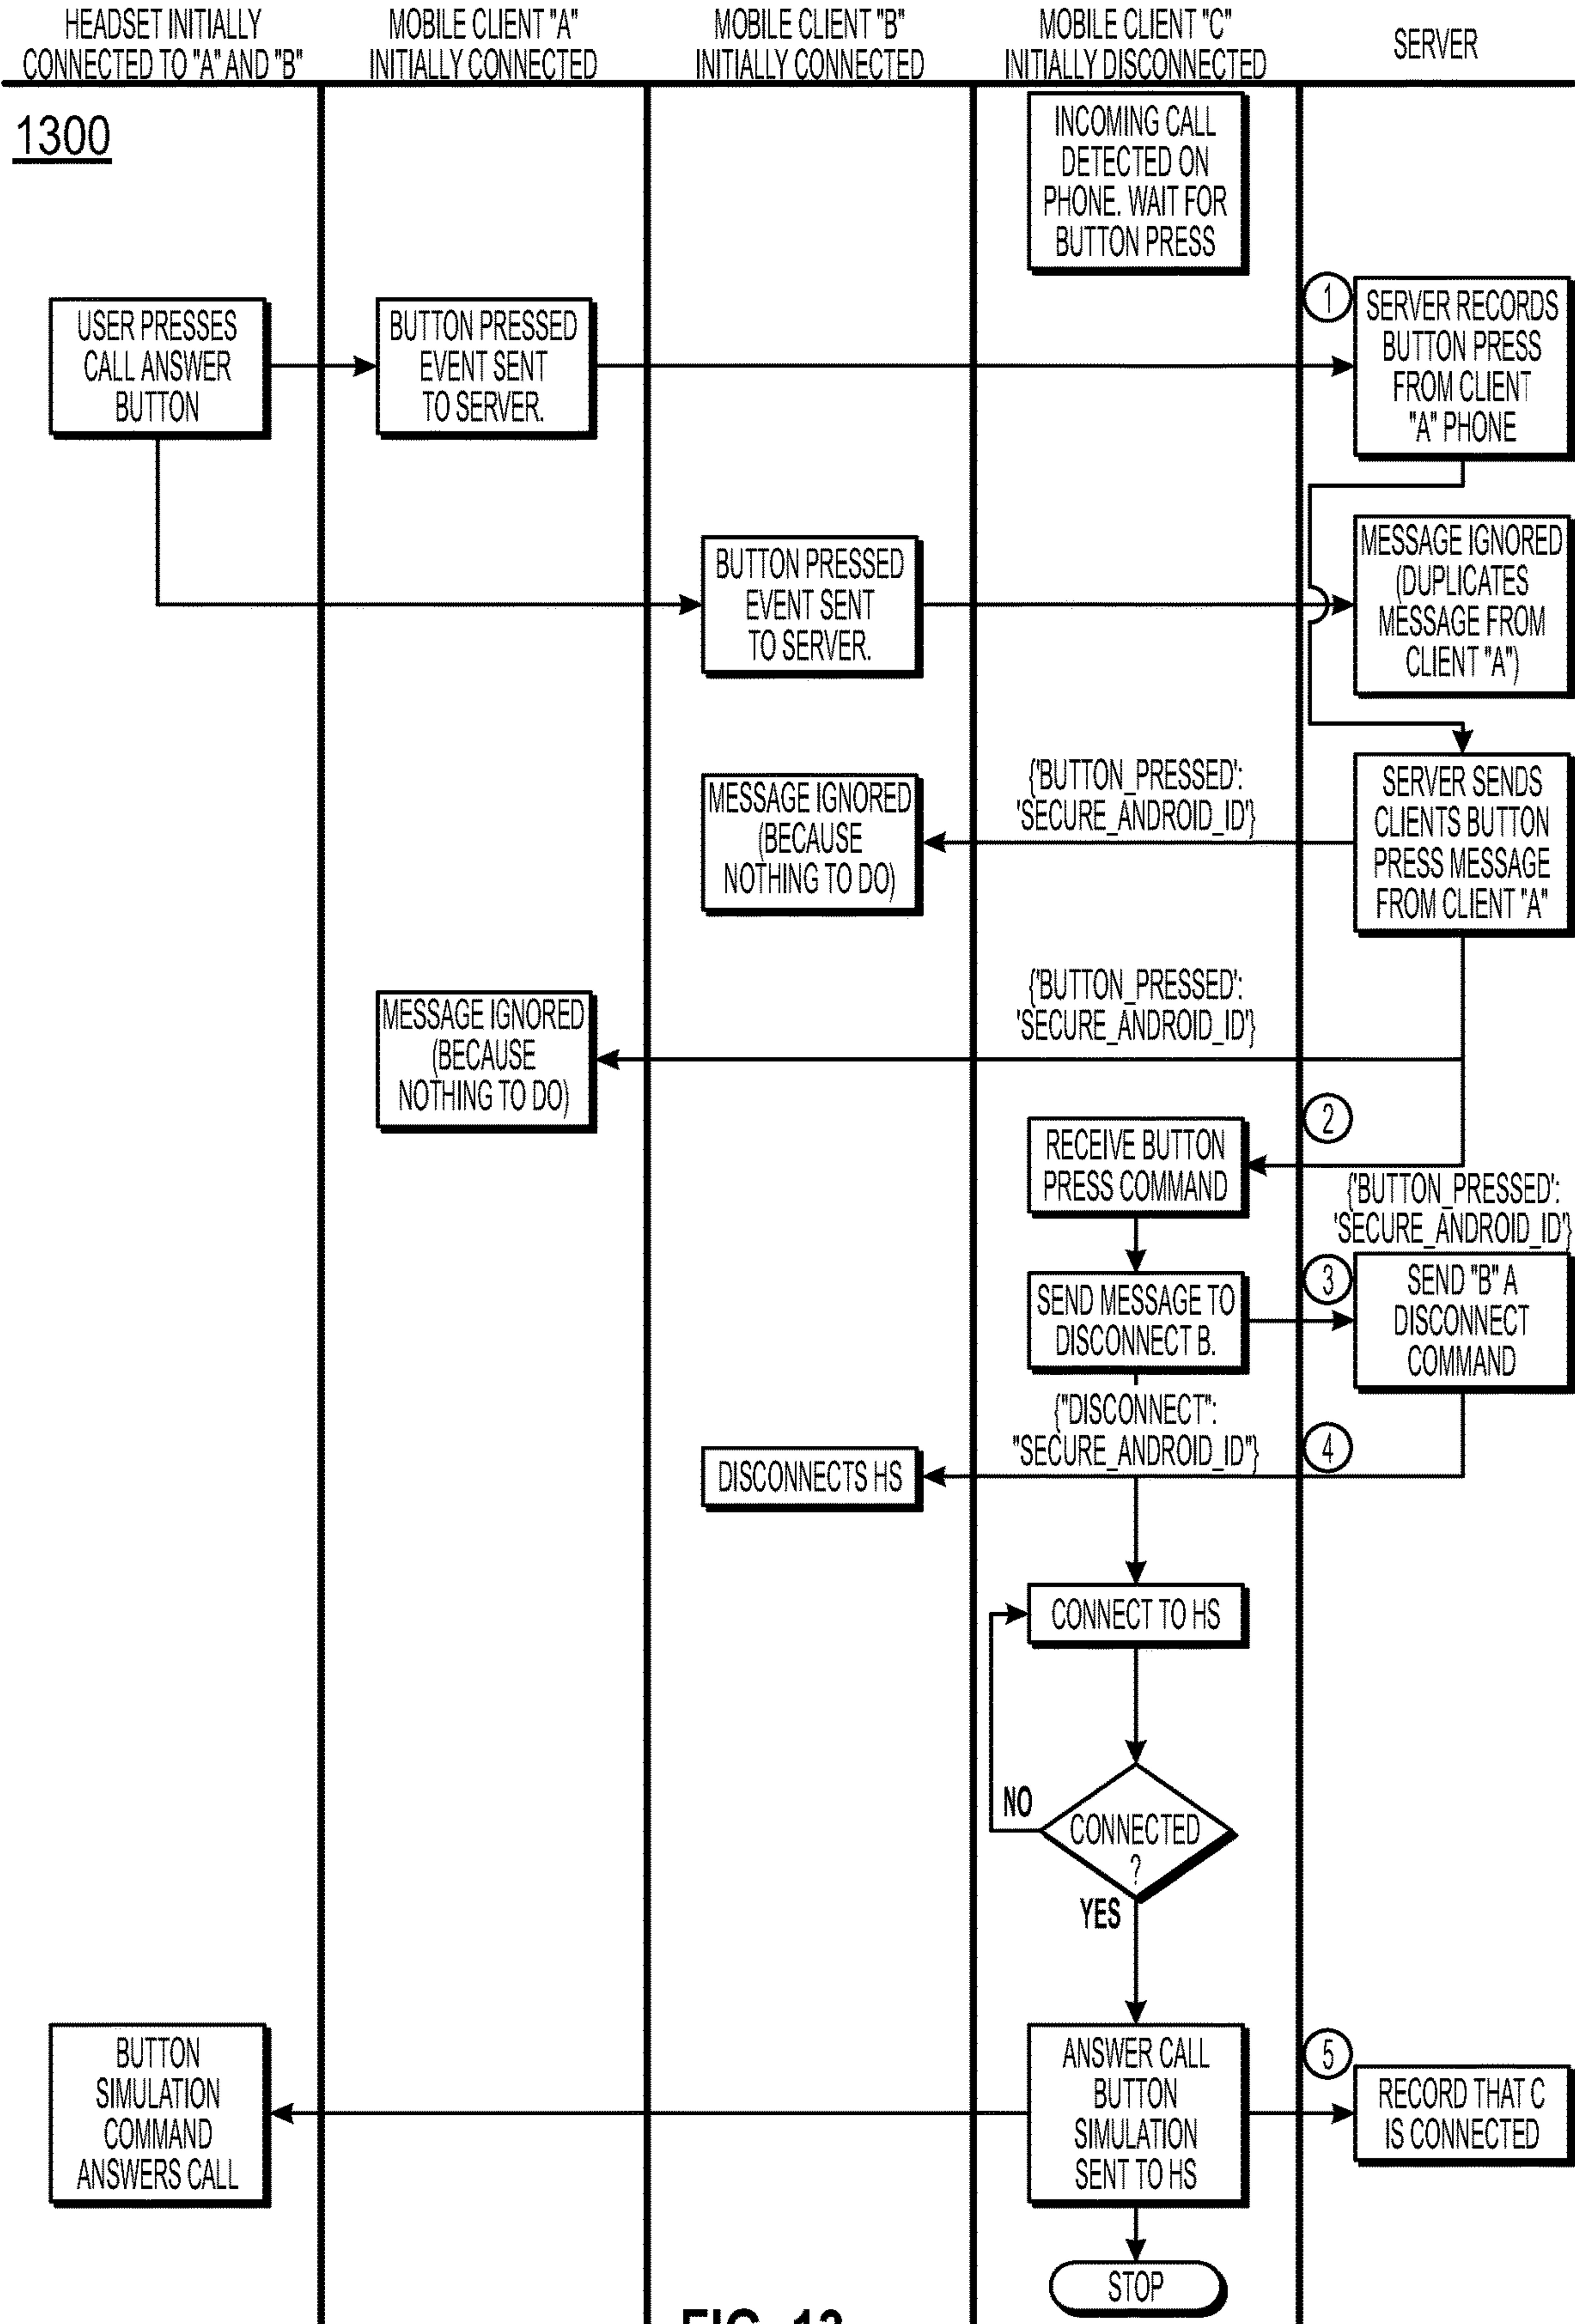 HEADSET INITIALLY
CONNECTED TO "A" AND "B"
MOBILE CLIENT "A"
INITIALLY CONNECTED
MOBILE CLIENT "B"
INITIALLY CONNECTED
MOBILE CLIENT "C"
INITIALLY DISCONNECTED
SERVER
1300
INCOMING CALL
DETECTED ON
PHONE. WAIT FOR
BUTTON PRESS
USER PRESSES
CALL ANSWER
BUTTON
BUTTON PRESSED
EVENT SENT
TO SERVER.
1
SERVER RECORDS
BUTTON PRESS
FROM CLIENT
"A" PHONE
BUTTON PRESSED
EVENT SENT
TO SERVER.
MESSAGE IGNORED
(DUPLICATES
MESSAGE FROM
CLIENT "A")
MESSAGE IGNORED
(BECAUSE
NOTHING TO DO)
{'BUTTON_PRESSED':
'SECURE_ANDROID_ID'}
SERVER SENDS
CLIENTS BUTTON
PRESS MESSAGE
FROM CLIENT "A"
MESSAGE IGNORED
(BECAUSE
NOTHING TO DO)
{'BUTTON_PRESSED':
'SECURE_ANDROID_ID'}
2
RECEIVE BUTTON
PRESS COMMAND
{'BUTTON_PRESSED':
'SECURE_ANDROID_ID'}
SEND MESSAGE TO
DISCONNECT B.
3
SEND "B" A
DISCONNECT
COMMAND
{"DISCONNECT":
"SECURE_ANDROID_ID"}
4
DISCONNECTS HS
CONNECT TO HS
NO
CONNECTED
?
YES
BUTTON
SIMULATION
COMMAND
ANSWERS CALL
ANSWER CALL
BUTTON
SIMULATION
SENT TO HS
5
RECORD THAT C
IS CONNECTED
STOP
FIG. 13